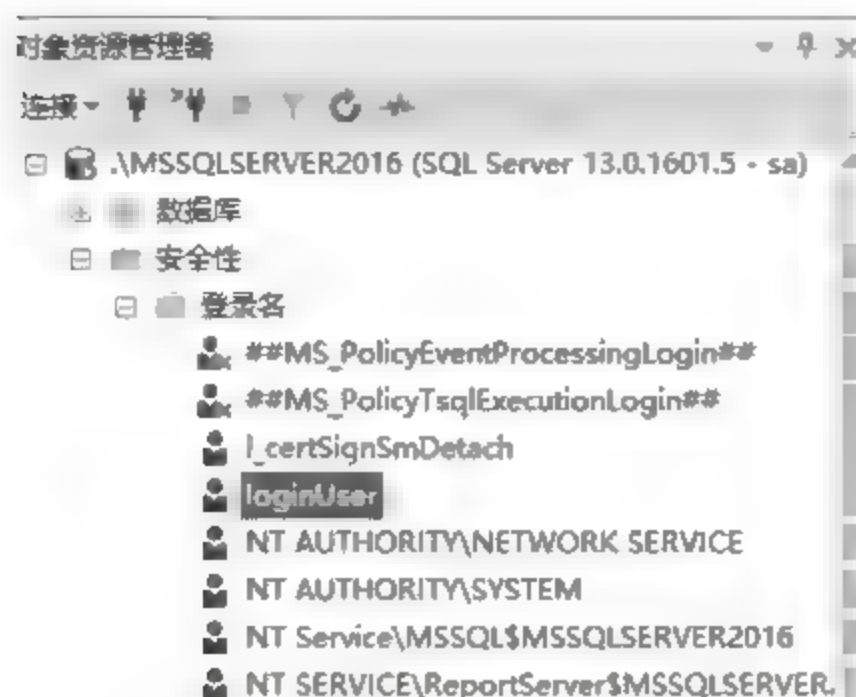 对象资源管理器
连接
.\MSSQLSERVER2016 (SQL Server 13.0.1601.5 - sa)
数据库
安全性
登录名
##MS_PolicyEventProcessingLogin##
##MS_PolicyTsqlExecutionLogin##
l_certSignSmDetach
loginUser
NT AUTHORITY\NETWORK SERVICE
NT AUTHORITY\SYSTEM
NT Service\MSSQL$MSSQLSERVER2016
NT SERVICE\ReportServer$MSSQLSERVER.